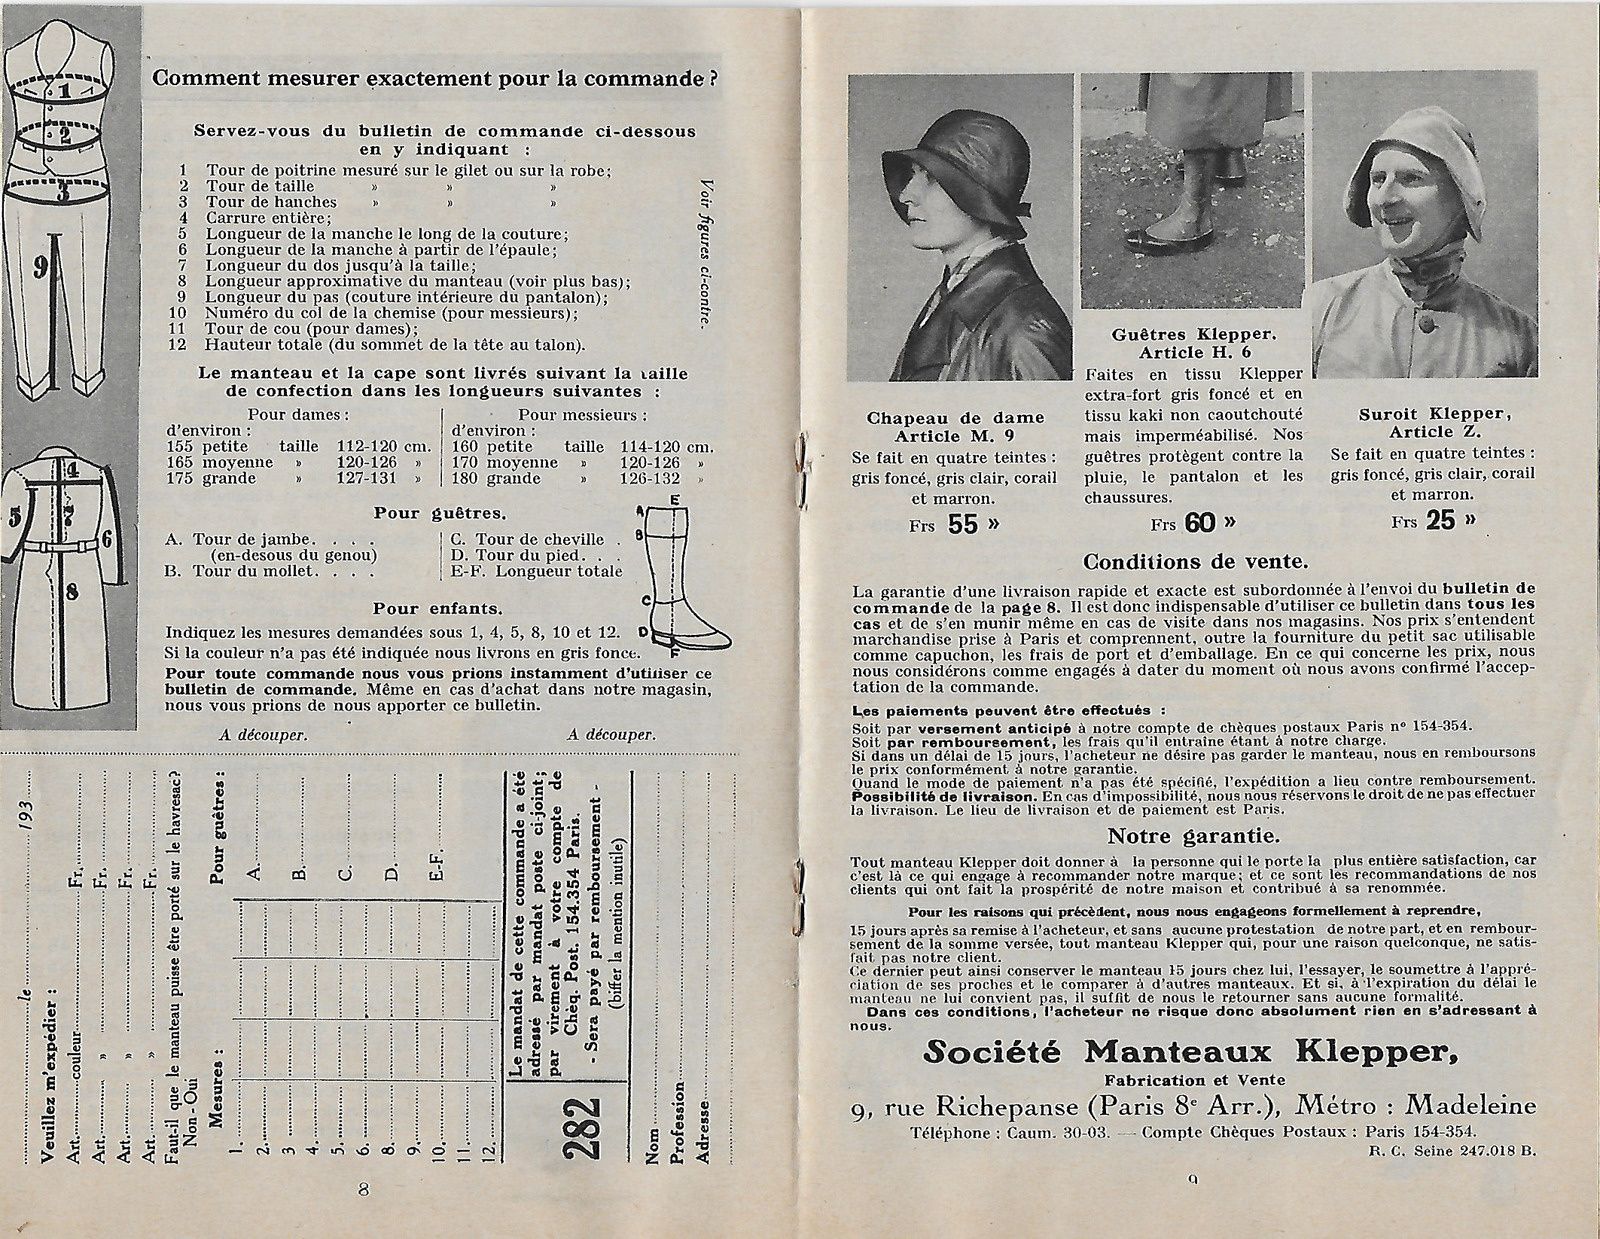 Comment mesurer exactement pour la commande ?
Servez-vous du bulletin de commande ci-dessous
en y indiquant :
1 Tour de poitrine mesuré sur le gilet ou sur la robe;
2 Tour de taille » » »
3 Tour de hanches » » »
4 Carrure entière;
5 Longueur de la manche le long de la couture;
6 Longueur de la manche à partir de l'épaule;
7 Longueur du dos jusqu'à la taille;
8 Longueur approximative du manteau (voir plus bas);
9 Longueur du pas (couture intérieure du pantalon);
10 Numéro du col de la chemise (pour messieurs);
11 Tour de cou (pour dames);
12 Hauteur totale (du sommet de la tête au talon).
Voir figures ci-contre.
1
2
3
9
4
5
7
6
8
Le manteau et la cape sont livrés suivant la taille
de confection dans les longueurs suivantes :
Pour dames :
d'environ :
155 petite taille 112-120 cm.
165 moyenne » 120-126 »
175 grande » 127-131 »
Pour messieurs :
d'environ :
160 petite taille 114-120 cm.
170 moyenne » 120-126 »
180 grande » 126-132 »
Pour guêtres.
A. Tour de jambe. . . .
(en-dessous du genou)
B. Tour du mollet. . . .
C. Tour de cheville .
D. Tour du pied. . .
E-F. Longueur totale
E
A
B
C
D
F
Pour enfants.
Indiquez les mesures demandées sous 1, 4, 5, 8, 10 et 12.
Si la couleur n'a pas été indiquée nous livrons en gris foncé.
Pour toute commande nous vous prions instamment d'utiliser ce
bulletin de commande. Même en cas d'achat dans notre magasin,
nous vous prions de nous apporter ce bulletin.
A découper. A découper.
le 193
Veuillez m'expédier :
Art. couleur Fr.
Art. » Fr.
Art. » Fr.
Art. » Fr.
Faut-il que le manteau puisse être porté sur le havresac?
Non - Oui
Mesures : Pour guêtres :
1.
2.
3
4.
5.
6.
8.
9.
10.
11.
12.
A.
B.
C.
D.
E-F.
282
Le mandat de cette commande a été
adressé par mandat poste ci-joint;
par virement à votre compte de
Chèq. Post. 154.354 Paris.
- Sera payé par remboursement -
(biffer la mention inutile)
Nom
Profession
Adresse
8
Chapeau de dame
Article M. 9
Se fait en quatre teintes :
gris foncé, gris clair, corail
et marron.
Frs 55 »
Guêtres Klepper.
Article H. 6
Faites en tissu Klepper
extra-fort gris foncé et en
tissu kaki non caoutchouté
mais imperméabilisé. Nos
guêtres protègent contre la
pluie, le pantalon et les
chaussures.
Frs 60 »
Suroit Klepper,
Article Z.
Se fait en quatre teintes :
gris foncé, gris clair, corail
et marron.
Frs 25 »
Conditions de vente.
La garantie d'une livraison rapide et exacte est subordonnée à l'envoi du bulletin de
commande de la page 8. Il est donc indispensable d'utiliser ce bulletin dans tous les
cas et de s'en munir même en cas de visite dans nos magasins. Nos prix s'entendent
marchandise prise à Paris et comprennent, outre la fourniture du petit sac utilisable
comme capuchon, les frais de port et d'emballage. En ce qui concerne les prix, nous
nous considérons comme engagés à dater du moment où nous avons confirmé l'accep-
tation de la commande.
Les paiements peuvent être effectués :
Soit par versement anticipé à notre compte de chèques postaux Paris nº 154-354.
Soit par remboursement, les frais qu'il entraine étant à notre charge.
Si dans un délai de 15 jours, l'acheteur ne désire pas garder le manteau, nous en remboursons
le prix conformément à notre garantie.
Quand le mode de paiement n'a pas été spécifié, l'expédition a lieu contre remboursement.
Possibilité de livraison. En cas d'impossibilité, nous nous réservons le droit de ne pas effectuer
la livraison. Le lieu de livraison et de paiement est Paris.
Notre garantie.
Tout manteau Klepper doit donner à la personne qui le porte la plus entière satisfaction, car
c'est là ce qui engage à recommander notre marque; et ce sont les recommandations de nos
clients qui ont fait la prospérité de notre maison et contribué à sa renommée.
Pour les raisons qui précèdent, nous nous engageons formellement à reprendre,
15 jours après sa remise à l'acheteur, et sans aucune protestation de notre part, et en rembour-
sement de la somme versée, tout manteau Klepper qui, pour une raison quelconque, ne satis-
fait pas notre client.
Ce dernier peut ainsi conserver le manteau 15 jours chez lui, l'essayer, le soumettre à l'appré-
ciation de ses proches et le comparer à d'autres manteaux. Et si, à l'expiration du délai le
manteau ne lui convient pas, il suffit de nous le retourner sans aucune formalité.
Dans ces conditions, l'acheteur ne risque donc absolument rien en s'adressant à
nous.
Société Manteaux Klepper,
Fabrication et Vente
9, rue Richepanse (Paris 8e Arr.), Métro : Madeleine
Téléphone : Caum. 30-03. — Compte Chèques Postaux : Paris 154-354.
R. C. Seine 247.018 B.
9